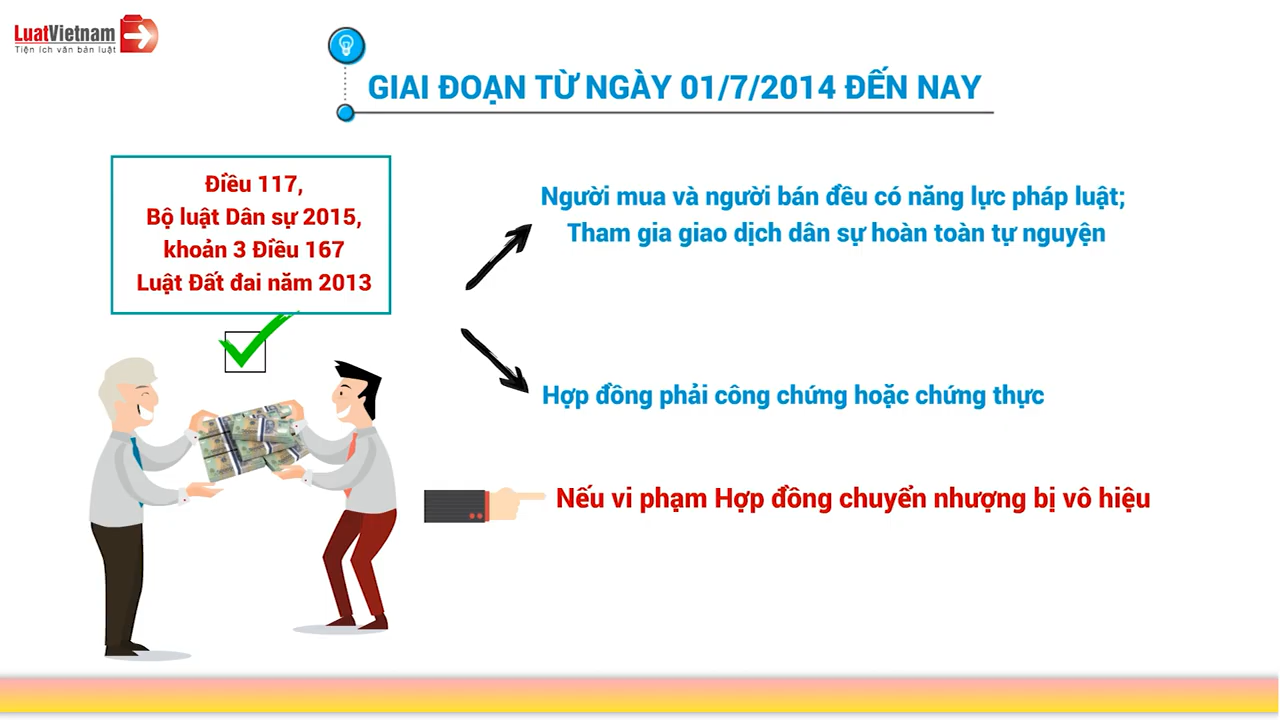 LuatVietnam
Tiện ích văn bản luật
GIAI ĐOẠN TỪ NGÀY 01/7/2014 ĐẾN NAY
Điều 117,
Bộ luật Dân sự 2015,
khoản 3 Điều 167
Luật Đất đai năm 2013
Người mua và người bán đều có năng lực pháp luật;
Tham gia giao dịch dân sự hoàn toàn tự nguyện
Hợp đồng phải công chứng hoặc chứng thực
Nếu vi phạm Hợp đồng chuyển nhượng bị vô hiệu